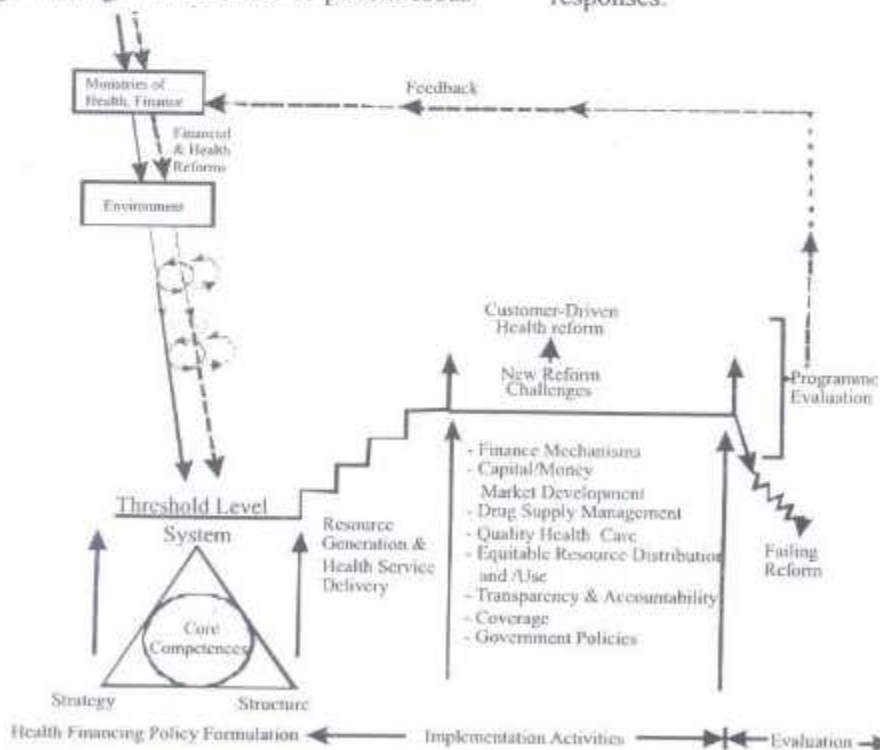 responses.
Ministries of
Health, Finance
Feedback
Financial
& Health
Reforms
Environment
Customer-Driven
Health reform
New Reform
Challenges
Programme
Evaluation
- Finance Mechanisms
- Capital/Money
Market Development
- Drug Supply Management
- Quality Health Care
- Equitable Resource Distribution
and /Use
- Transparency & Accountability
- Coverage
- Government Policies
Threshold Level
System
Resource
Generation &
Health Service
Delivery
Failing
Reform
Core
Competences
Strategy
Structure
Health Financing Policy Formulation
Implementation Activities
Evaluation